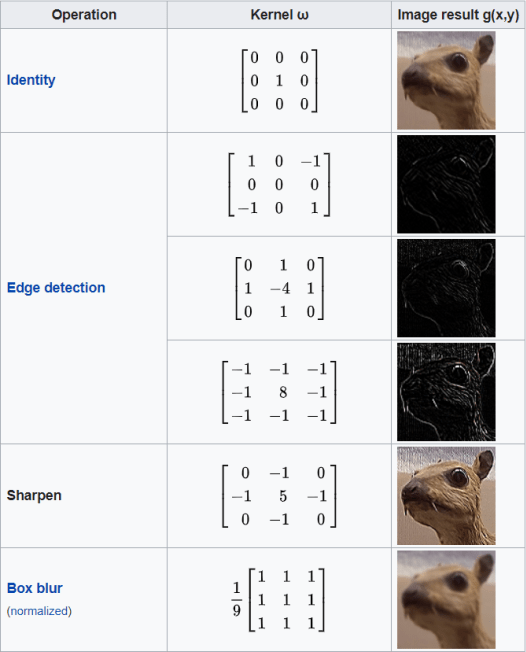 Operation Kernel ω Image result g(x,y)
Identity
0 0 0
0 1 0
0 0 0
1 0 −1
0 0 0
−1 0 1
Edge detection
0 1 0
1 −4 1
0 1 0
−1 −1 −1
−1 8 −1
−1 −1 −1
Sharpen
0 −1 0
−1 5 −1
0 −1 0
Box blur
(normalized)
1
9
1 1 1
1 1 1
1 1 1